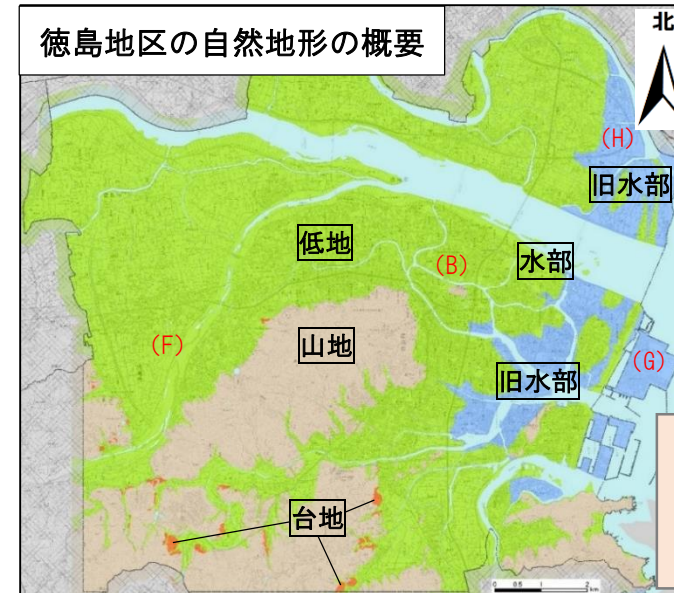 徳島地区の自然地形の概要
北
(H)
旧水部
低地
(B)
水部
(F)
山地
(G)
旧水部
台地
0 0.5 1 2
km